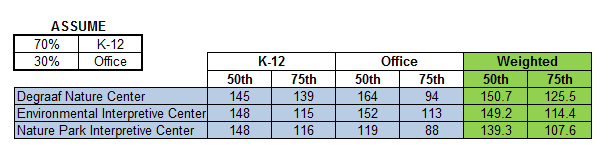 ASSUME
70% K-12
30% Office
K-12 Office Weighted
50th 75th 50th 75th 50th 75th
Degraaf Nature Center 145 139 164 94 150.7 125.5
Environmental Interpretive Center 148 115 152 113 149.2 114.4
Nature Park Interpretive Center 148 116 119 88 139.3 107.6